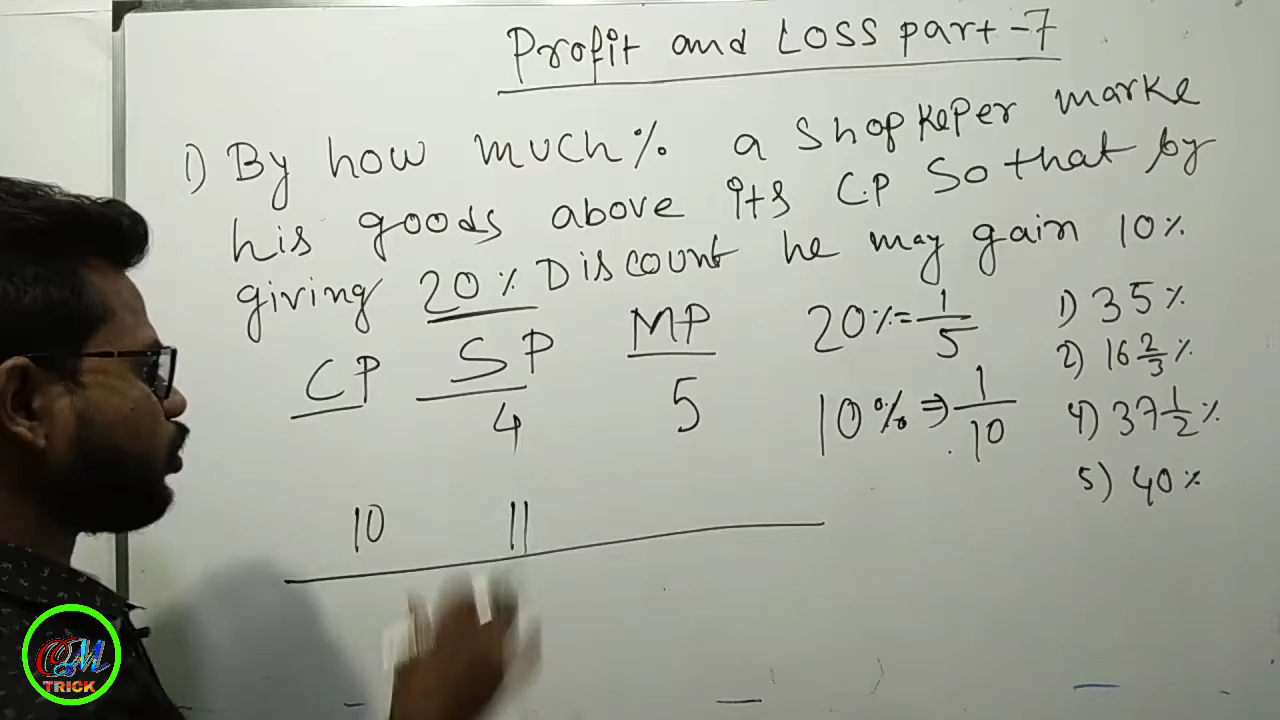 Profit and Loss part-7
1) By how much% a shopkeper marke
his goods above its C.P So that by
giving 20% Discount he may gain 10%
CP SP MP
4 5
10 11
20%=1/5
10% ⇒ 1/10
1) 35%
2) 16 2/3 %
4) 37 1/2 %
5) 40%
OM
TRICK